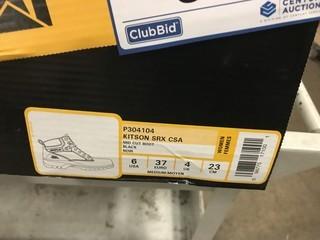 ClubBid
CENTURY
AUCTION
P304104
KITSON SRX CSA
MID CUT BOOT
BLACK
NOIR
WOMEN
FEMMES
6 37 4 23
USA EURO UK CM
MEDIUM/MOYEN